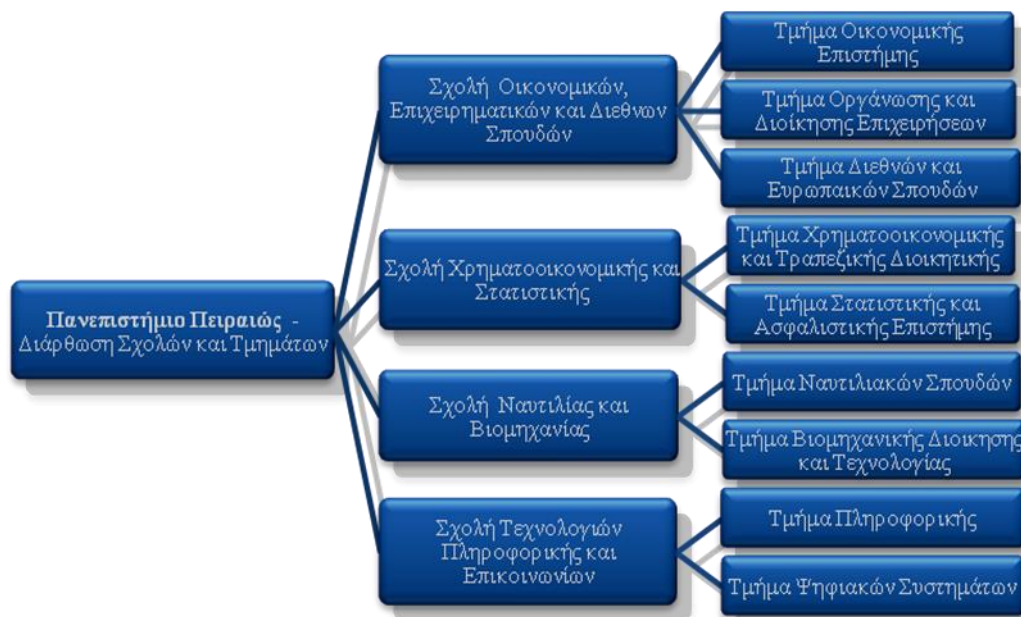 Πανεπιστήμιο Πειραιώς -
Διάρθωση Σχολών και Τμημάτων
Σχολή Οικονομικών,
Επιχειρηματικών και Διεθνων
Σπουδών
Τμήμα Οικονομικής
Επιστήμης
Τμήμα Οργάνωσης και
Διοίκησης Επιχειρήσεων
Τμήμα Διεθνών και
Ευρωπαικών Σπουδών
Σχολή Χρηματοοικονομικής και
Στατιστικής
Τμήμα Χρηματοοικονομικής
και Τραπεζικής Διοικητικής
Τμήμα Στατιστικής και
Ασφαλιστικής Επιστήμης
Σχολή Ναυτιλίας και
Βιομηχανίας
Τμήμα Ναυτιλιακών Σπουδών
Τμήμα Βιομηχανικής Διοικησης
και Τεχνολογίας
Σχολή Τεχνολογιών
Πληροφορικής και
Επικοινωνίων
Τμήμα Πληροφορικής
Τμήμα Ψηφιακών Συστημάτων